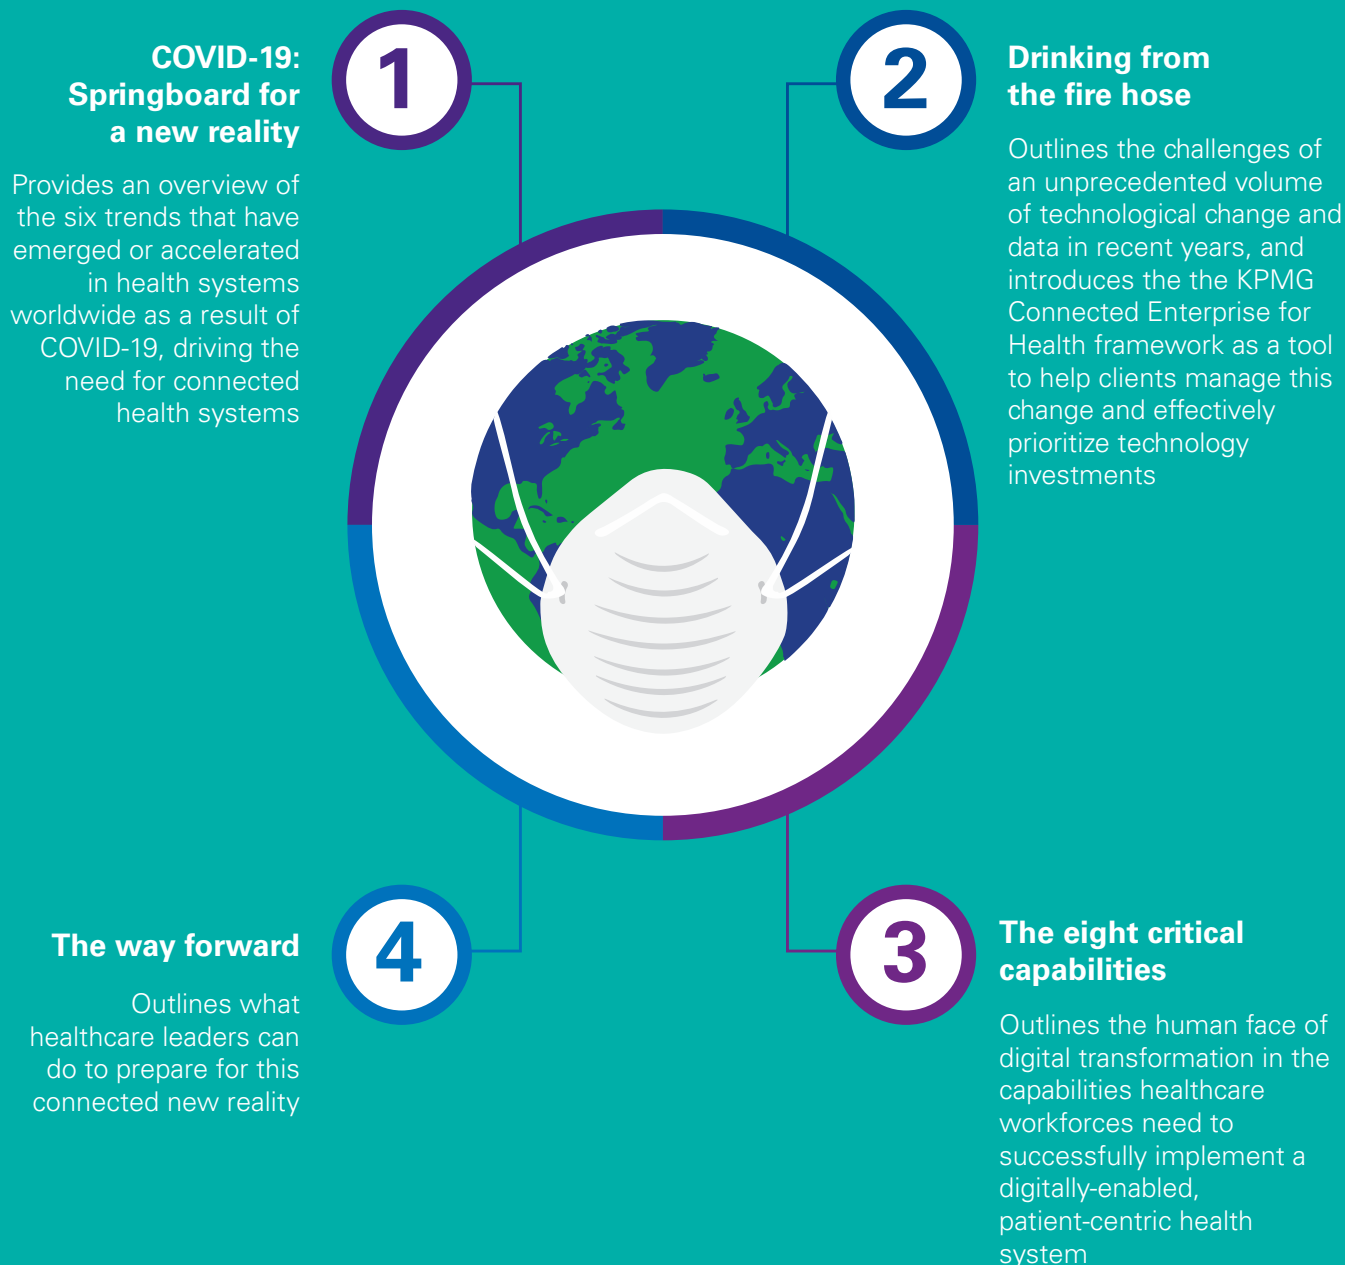 1
COVID-19:
Springboard for
a new reality
Provides an overview of
the six trends that have
emerged or accelerated
in health systems
worldwide as a result of
COVID-19, driving the
need for connected
health systems
2
Drinking from
the fire hose
Outlines the challenges of
an unprecedented volume
of technological change and
data in recent years, and
introduces the the KPMG
Connected Enterprise for
Health framework as a tool
to help clients manage this
change and effectively
prioritize technology
investments
3
The eight critical
capabilities
Outlines the human face of
digital transformation in the
capabilities healthcare
workforces need to
successfully implement a
digitally-enabled,
patient-centric health
system
4
The way forward
Outlines what
healthcare leaders can
do to prepare for this
connected new reality